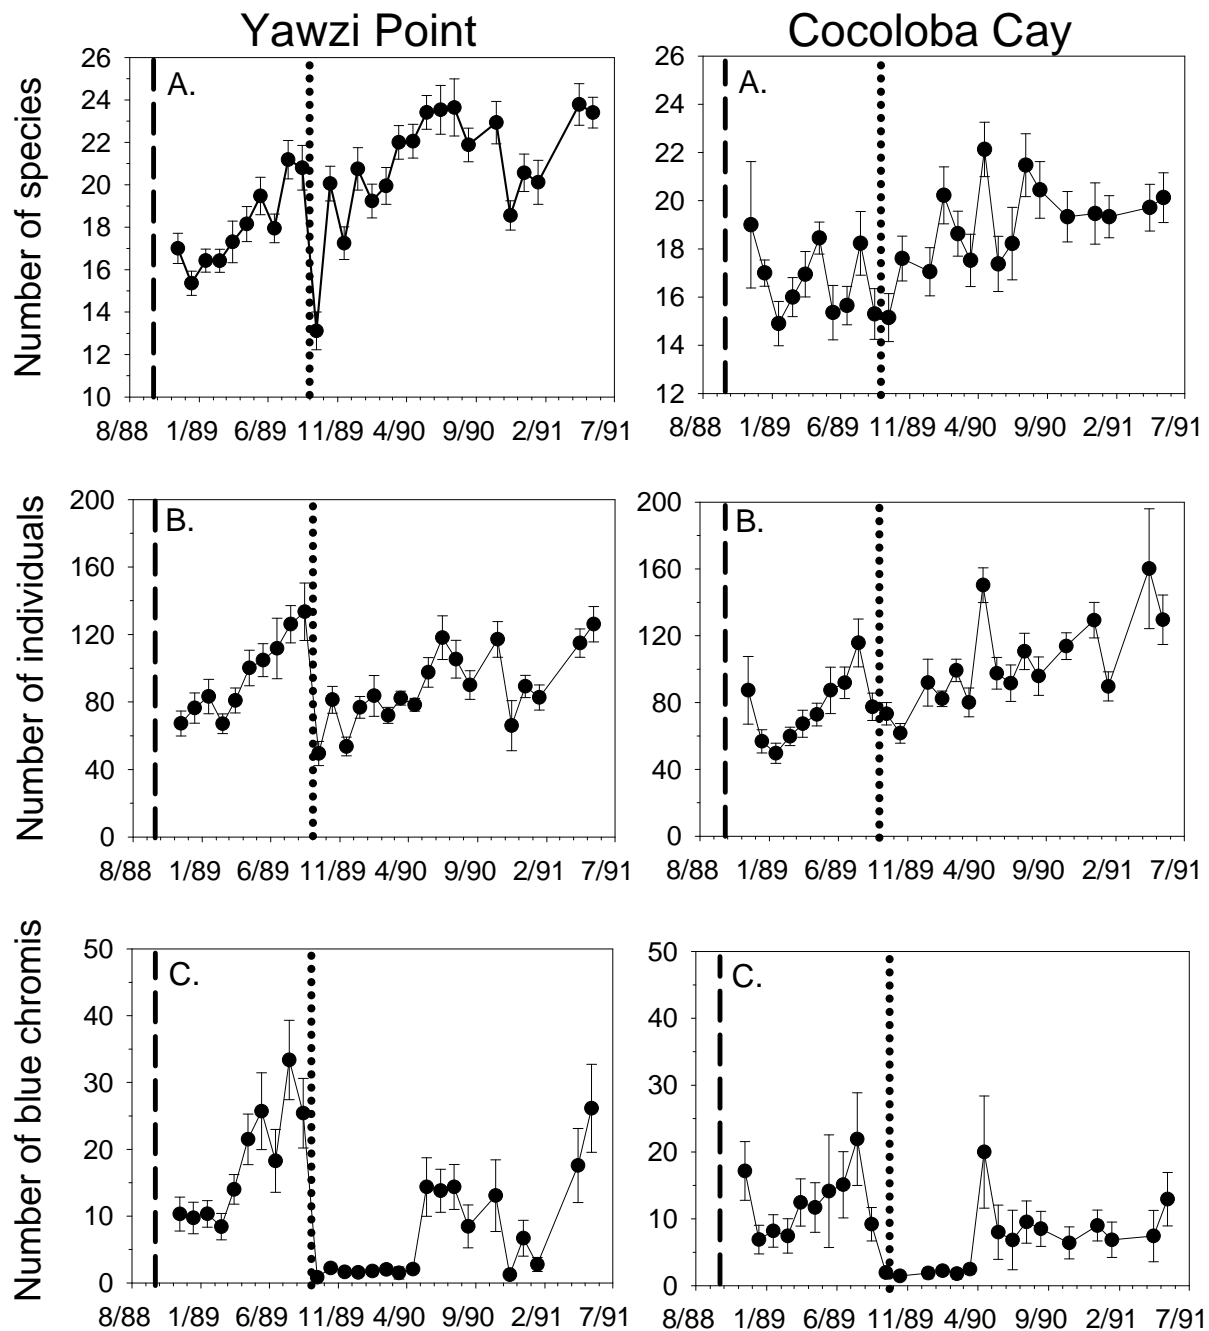 Yawzi Point
Cocoloba Cay
Number of species
A.
26
24
22
20
18
16
14
12
10
8/88 1/89 6/89 11/89 4/90 9/90 2/91 7/91
A.
26
24
22
20
18
16
14
12
8/88 1/89 6/89 11/89 4/90 9/90 2/91 7/91
Number of individuals
B.
200
160
120
80
40
0
8/88 1/89 6/89 11/89 4/90 9/90 2/91 7/91
B.
200
160
120
80
40
0
8/88 1/89 6/89 11/89 4/90 9/90 2/91 7/91
Number of blue chromis
C.
50
40
30
20
10
0
8/88 1/89 6/89 11/89 4/90 9/90 2/91 7/91
C.
50
40
30
20
10
0
8/88 1/89 6/89 11/89 4/90 9/90 2/91 7/91